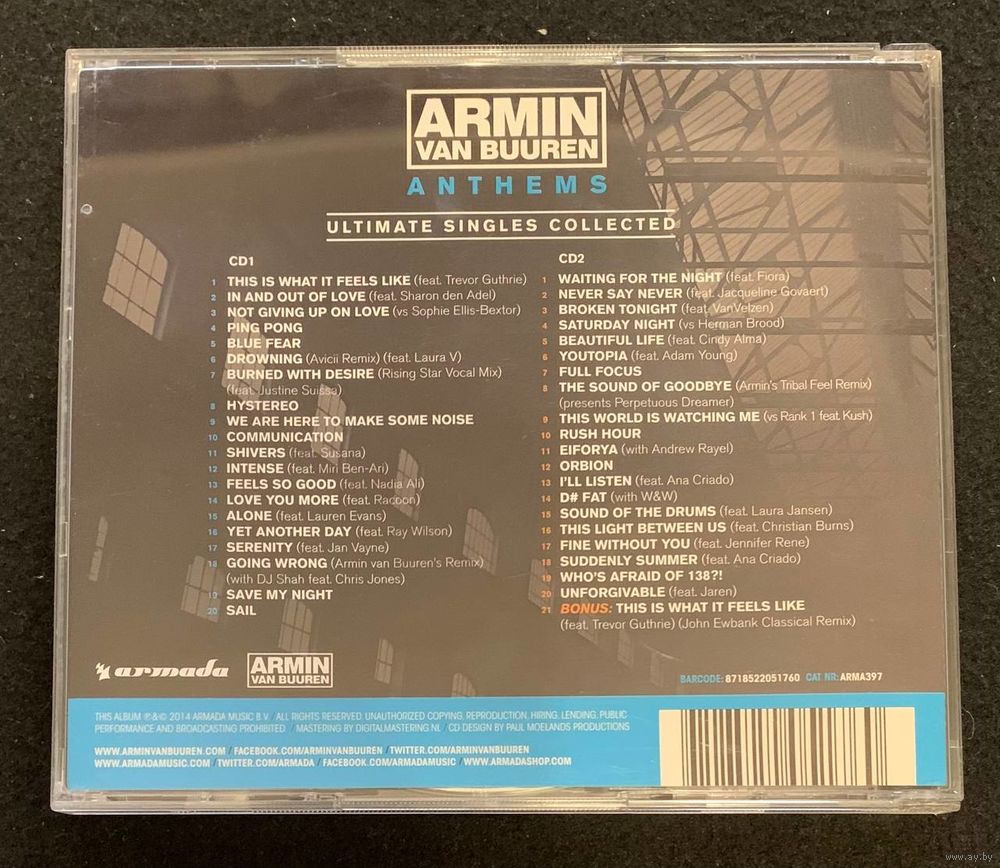 ARMIN
VAN BUUREN
ANTHEMS
ULTIMATE SINGLES COLLECTED
CD1
1 THIS IS WHAT IT FEELS LIKE (feat. Trevor Guthrie)
2 IN AND OUT OF LOVE (feat. Sharon den Adel)
3 NOT GIVING UP ON LOVE (vs Sophie Ellis-Bextor)
4 PING PONG
5 BLUE FEAR
6 DROWNING (Avicii Remix) (feat. Laura V)
7 BURNED WITH DESIRE (Rising Star Vocal Mix)
(feat. Justine Suissa)
8 HYSTEREO
9 WE ARE HERE TO MAKE SOME NOISE
10 COMMUNICATION
11 SHIVERS (feat. Susana)
12 INTENSE (feat. Miri Ben-Ari)
13 FEELS SO GOOD (feat. Nadia Ali)
14 LOVE YOU MORE (feat. Racoon)
15 ALONE (feat. Lauren Evans)
16 YET ANOTHER DAY (feat. Ray Wilson)
17 SERENITY (feat. Jan Vayne)
18 GOING WRONG (Armin van Buuren's Remix)
(with DJ Shah feat. Chris Jones)
19 SAVE MY NIGHT
20 SAIL
CD2
1 WAITING FOR THE NIGHT (feat. Fiora)
2 NEVER SAY NEVER (feat. Jacqueline Govaert)
3 BROKEN TONIGHT (feat. VanVelzen)
4 SATURDAY NIGHT (vs Herman Brood)
5 BEAUTIFUL LIFE (feat. Cindy Alma)
6 YOUTOPIA (feat. Adam Young)
7 FULL FOCUS
8 THE SOUND OF GOODBYE (Armin's Tribal Feel Remix)
(presents Perpetuous Dreamer)
9 THIS WORLD IS WATCHING ME (vs Rank 1 feat. Kush)
10 RUSH HOUR
11 EIFORYA (with Andrew Rayel)
12 ORBION
13 I'LL LISTEN (feat. Ana Criado)
14 D# FAT (with W&W)
15 SOUND OF THE DRUMS (feat. Laura Jansen)
16 THIS LIGHT BETWEEN US (feat. Christian Burns)
17 FINE WITHOUT YOU (feat. Jennifer Rene)
18 SUDDENLY SUMMER (feat. Ana Criado)
19 WHO'S AFRAID OF 138?!
20 UNFORGIVABLE (feat. Jaren)
21 BONUS: THIS IS WHAT IT FEELS LIKE
(feat. Trevor Guthrie) (John Ewbank Classical Remix)
armada
ARMIN
VAN BUUREN
BARCODE: 8718522051760 CAT NR: ARMA397
THIS ALBUM ℗&© 2014 ARMADA MUSIC B.V. / ALL RIGHTS RESERVED. UNAUTHORIZED COPYING, REPRODUCTION, HIRING, LENDING, PUBLIC
PERFORMANCE AND BROADCASTING PROHIBITED / MASTERING BY DIGITALMASTERING.NL / CD DESIGN BY PAUL MOELANDS PRODUCTIONS
WWW.ARMINVANBUUREN.COM / FACEBOOK.COM/ARMINVANBUUREN / TWITTER.COM/ARMINVANBUUREN
WWW.ARMADAMUSIC.COM / TWITTER.COM/ARMADA / FACEBOOK.COM/ARMADAMUSIC / WWW.ARMADASHOP.COM
www.ay.by